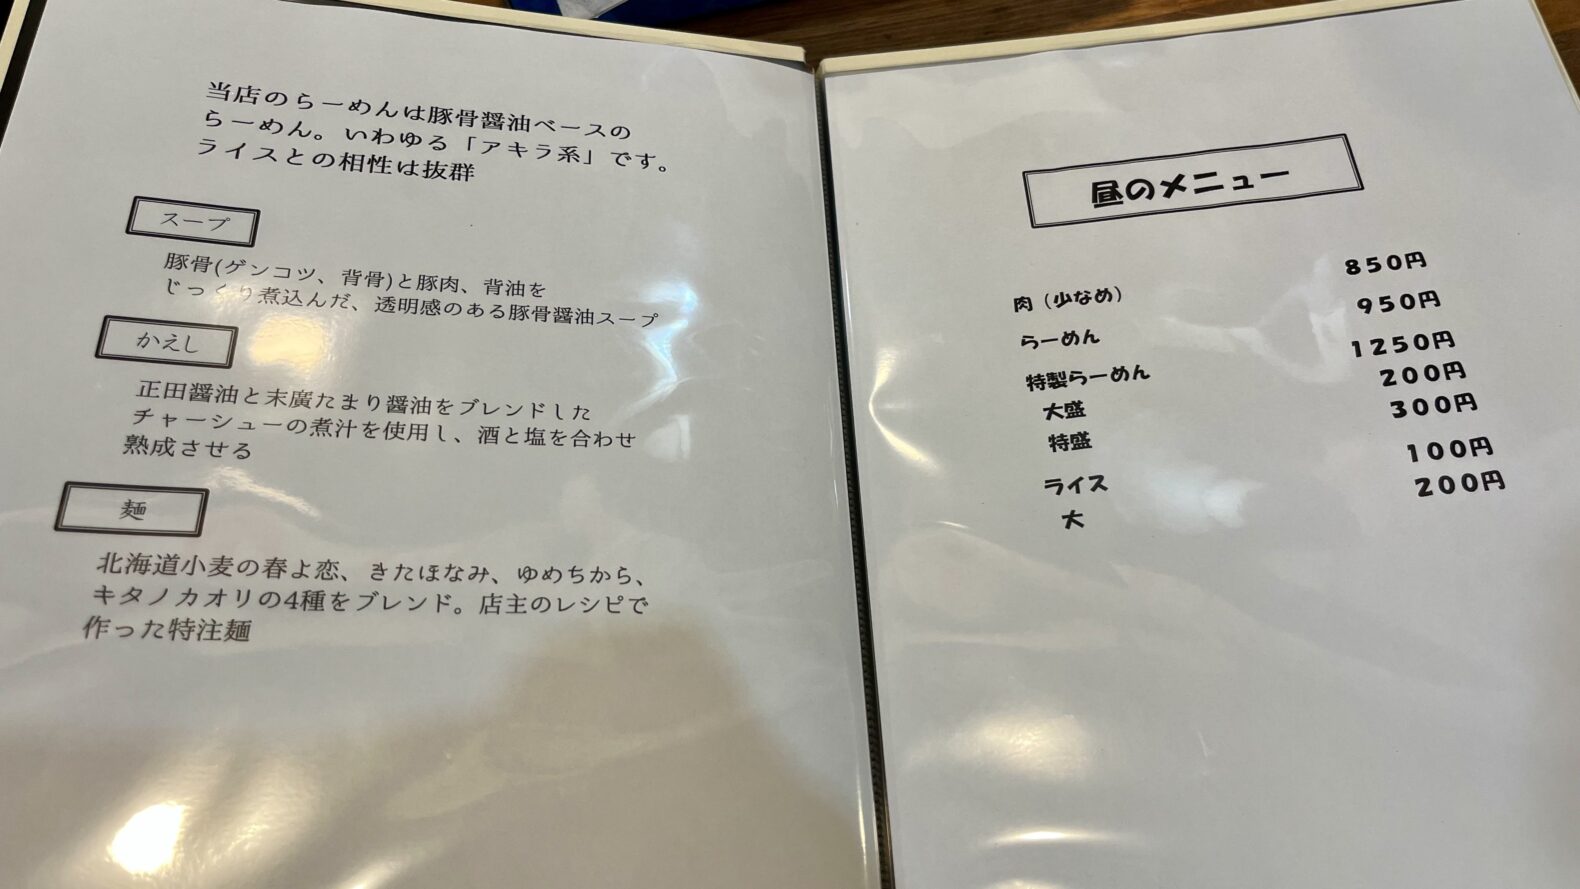 当店のらーめんは豚骨醤油ベースの
らーめん。いわゆる「アキラ系」です。
ライスとの相性は抜群
スープ
豚骨(ゲンコツ、背骨)と豚肉、背油を
じっくり煮込んだ、透明感のある豚骨醤油スープ
かえし
正田醤油と末廣たまり醤油をブレンドした
チャーシューの煮汁を使用し、酒と塩を合わせ
熟成させる
麺
北海道小麦の春よ恋、きたほなみ、ゆめちから、
キタノカオリの4種をブレンド。店主のレシピで
作った特注麺
昼のメニュー
肉（少なめ） 850円
らーめん 950円
特製らーめん 1250円
大盛 200円
特盛 300円
ライス 100円
大 200円